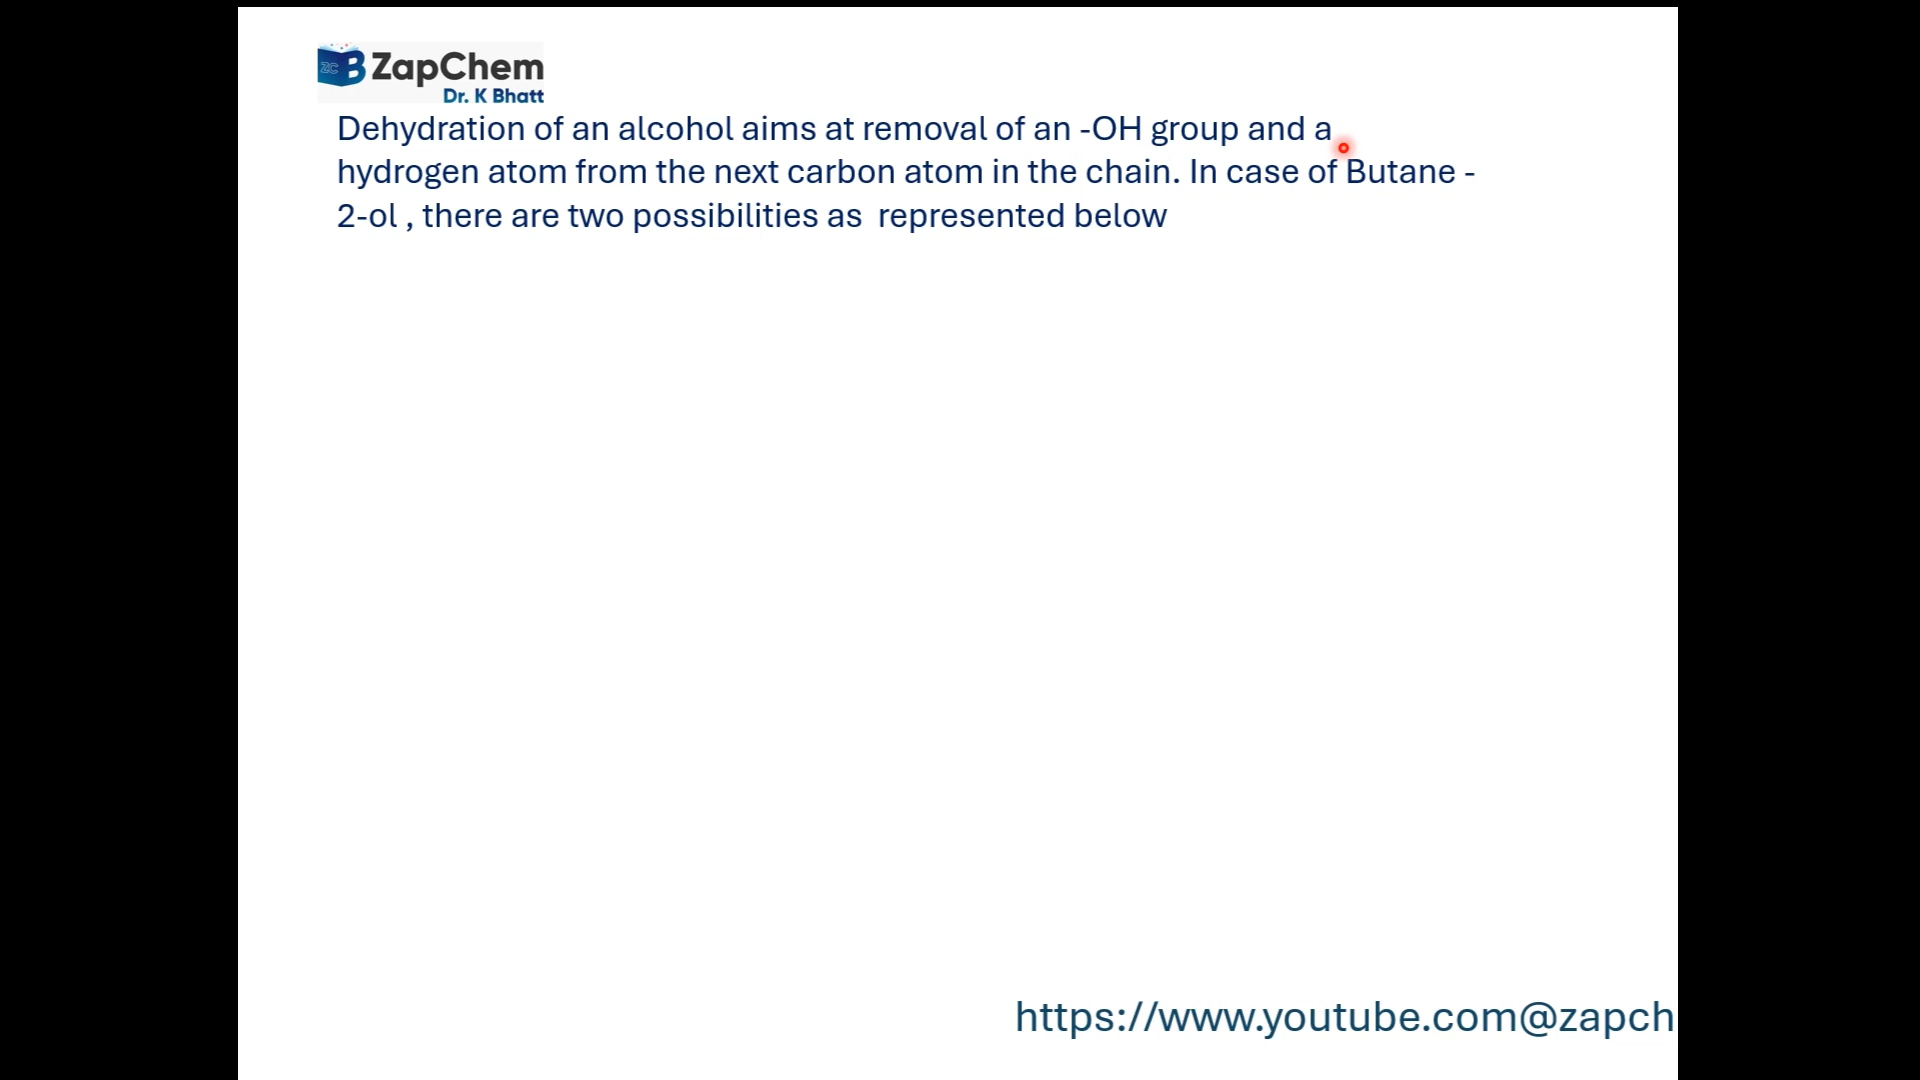 ZC B ZapChem
Dr. K Bhatt
Dehydration of an alcohol aims at removal of an -OH group and a
hydrogen atom from the next carbon atom in the chain. In case of Butane -
2-ol , there are two possibilities as  represented below
https://www.youtube.com@zapch